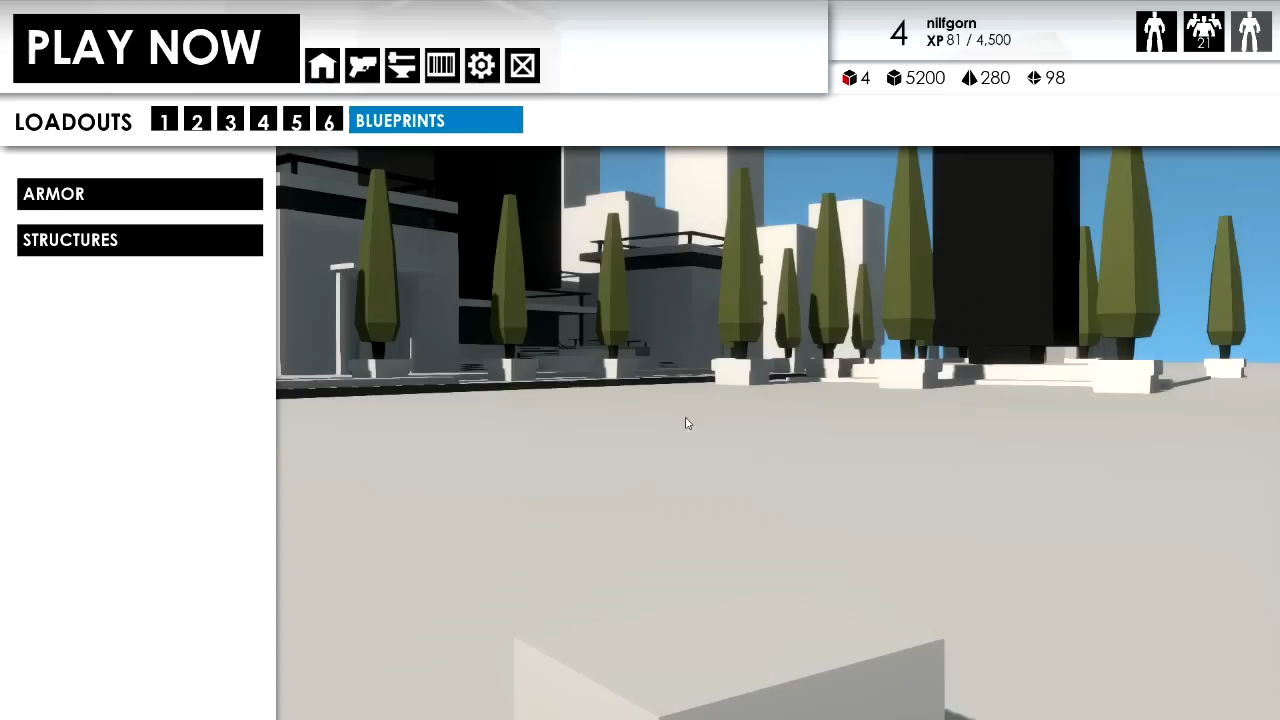 PLAY NOW
4
nilfgorn
XP 81 / 4,500
21
4 5200 280 98
LOADOUTS 1 2 3 4 5 6 BLUEPRINTS
ARMOR
STRUCTURES